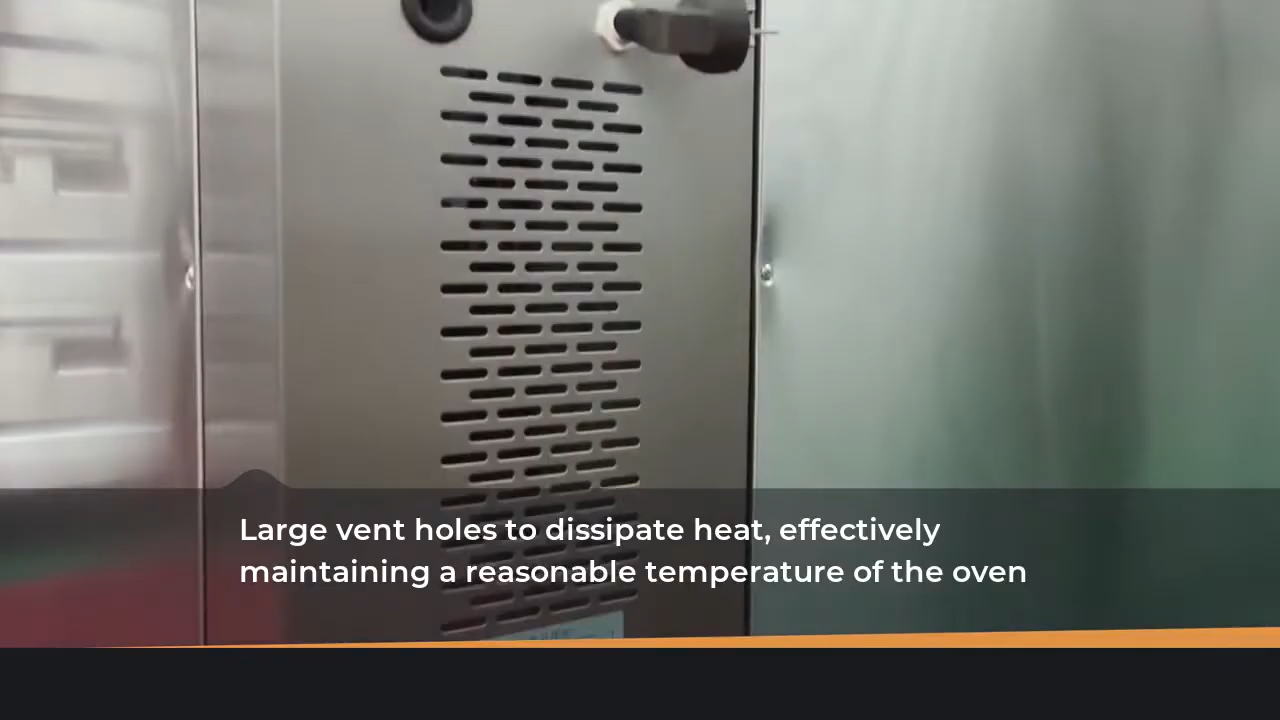 Large vent holes to dissipate heat, effectively
maintaining a reasonable temperature of the oven